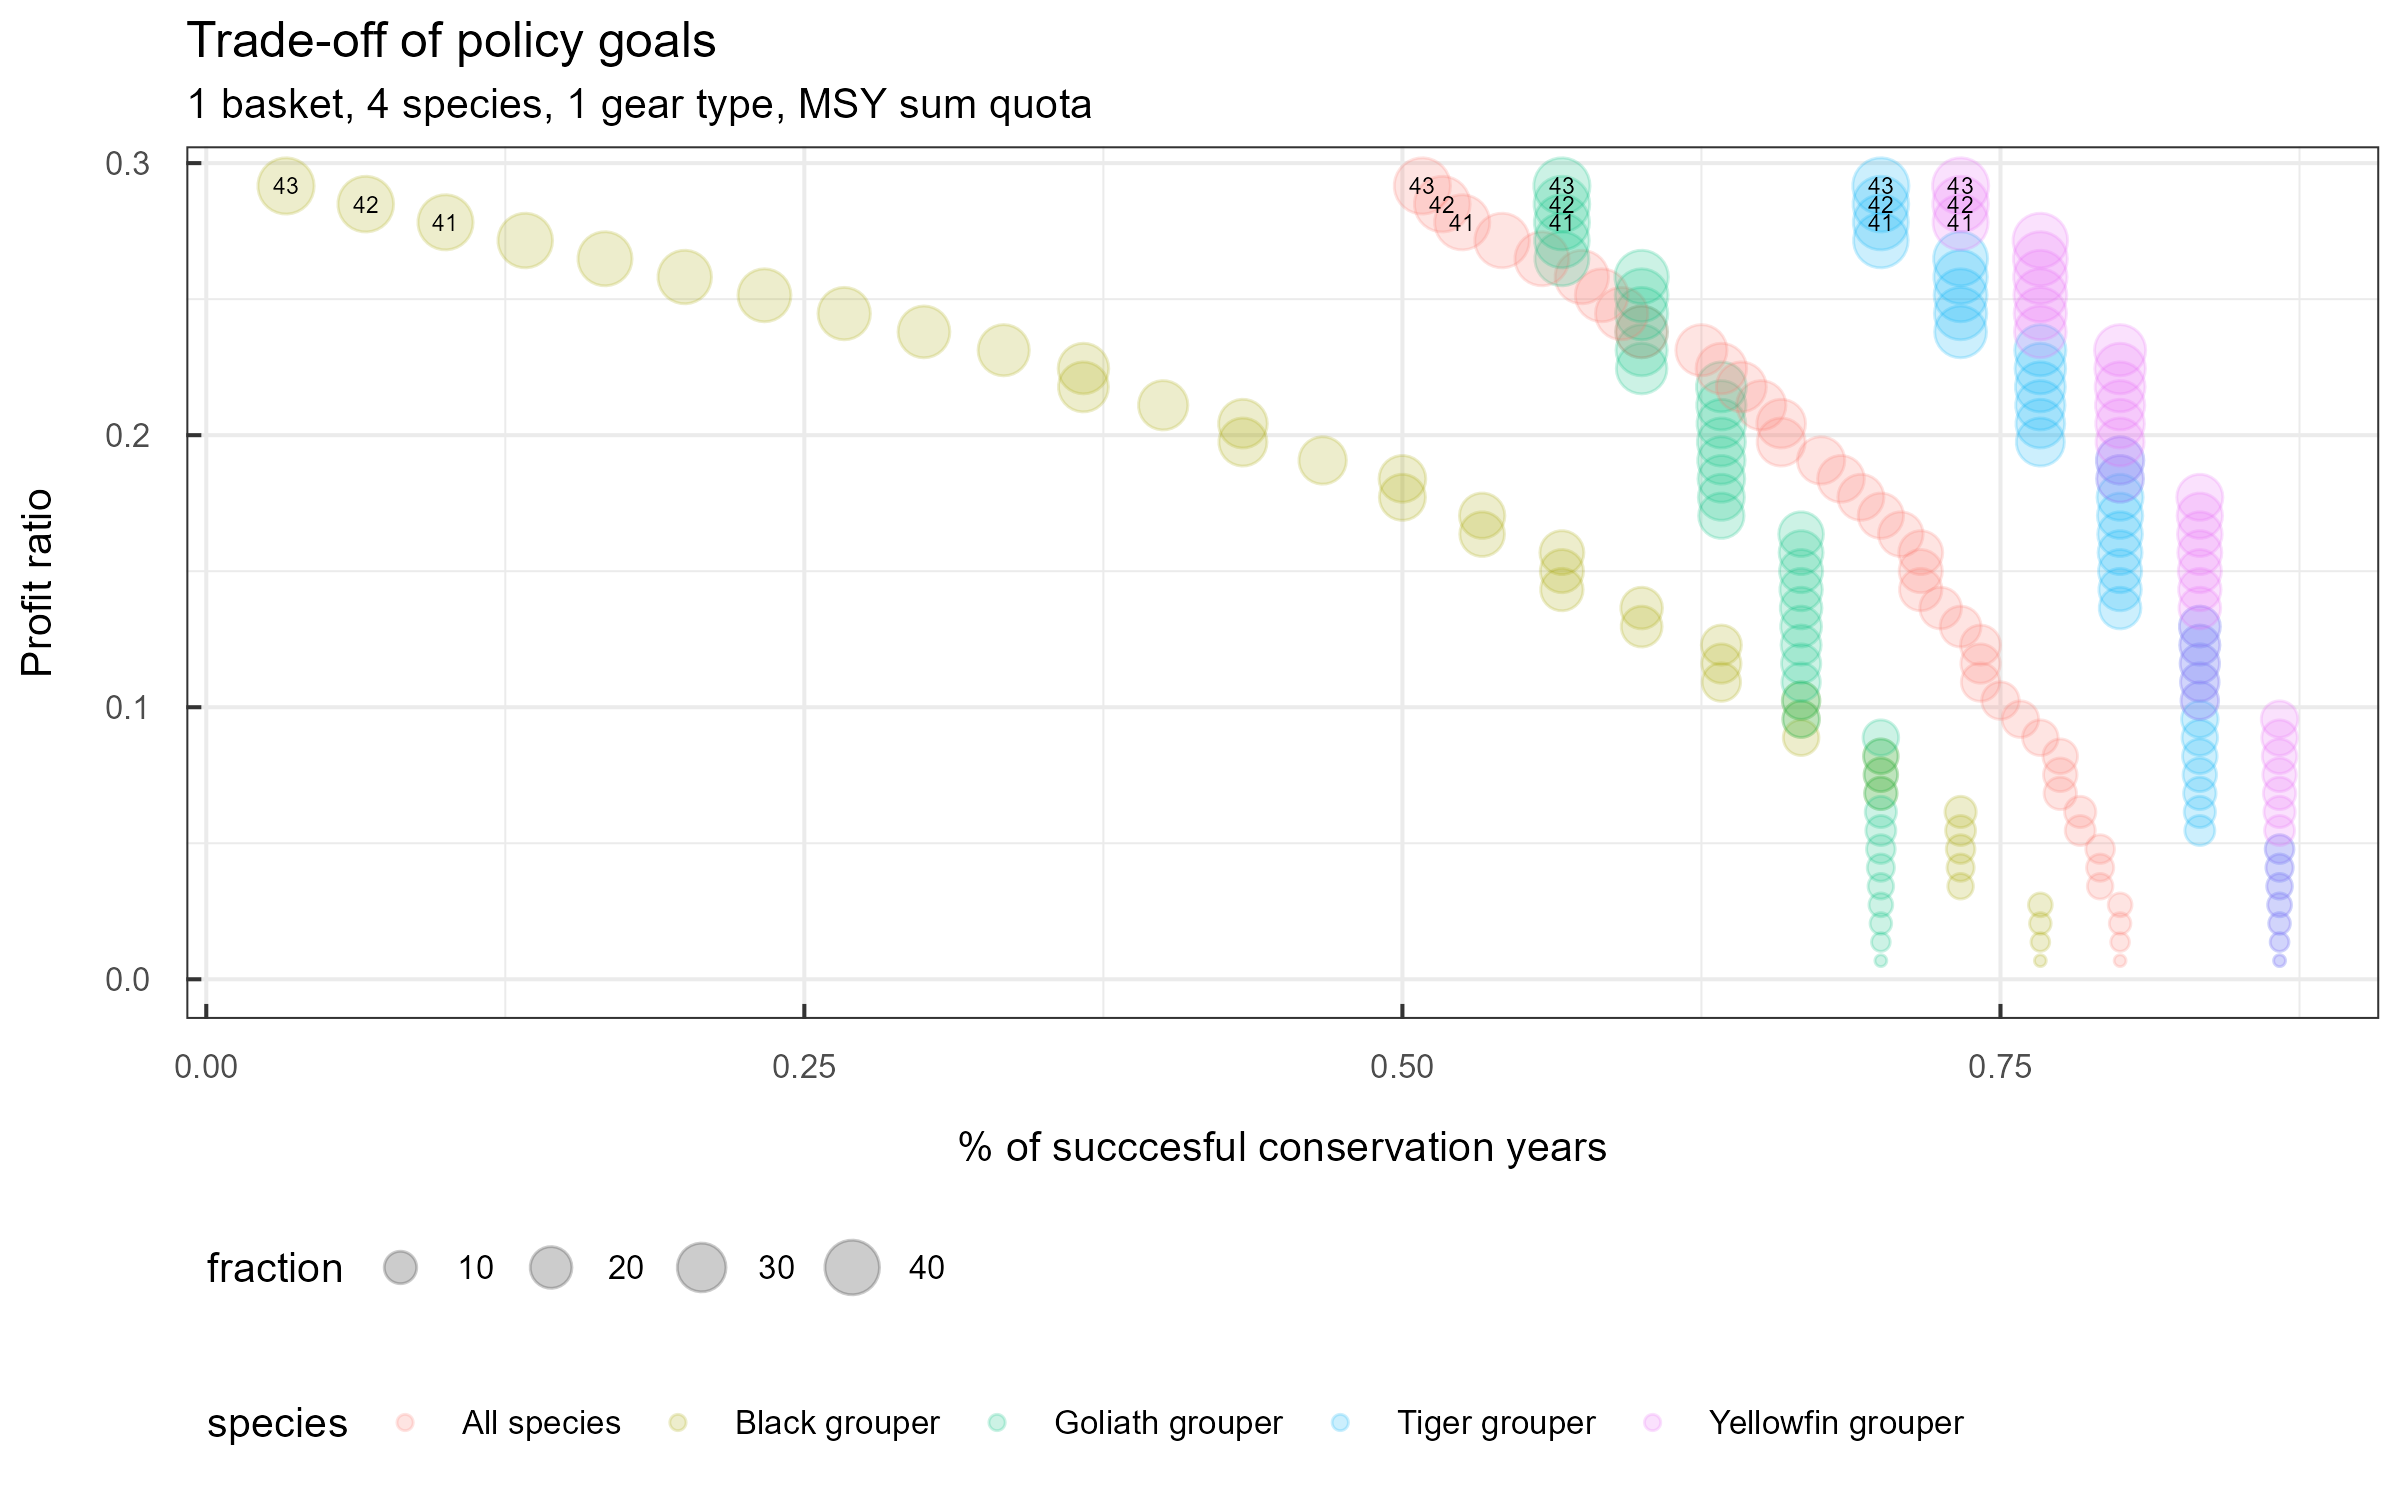 Trade-off of policy goals
1 basket, 4 species, 1 gear type, MSY sum quota
Profit ratio
0.3
0.2
0.1
0.0
43 43 43 43 43
42 42 42 42 42
41 41 41 41 41
0.00 0.25 0.50 0.75
% of succcesful conservation years
fraction 10 20 30 40
species All species Black grouper Goliath grouper Tiger grouper Yellowfin grouper